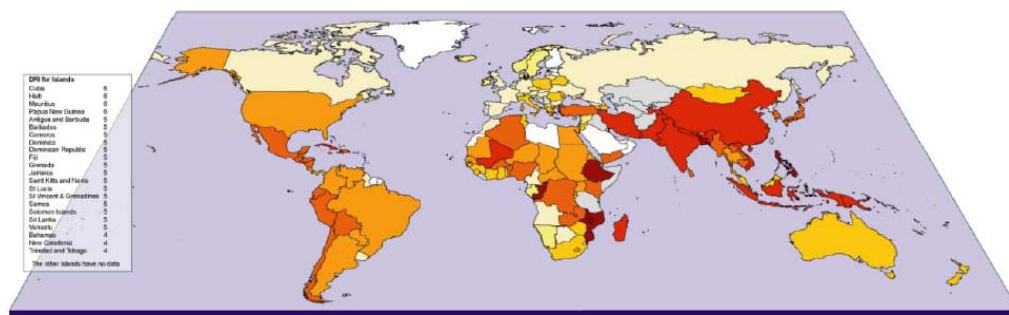 DRI for Islands
Cuba 6
Haiti 6
Mauritius 6
Papua New Guinea 6
Antigua and Barbuda 5
Barbados 5
Comoros 5
Dominica 5
Dominican Republic 5
Fiji 5
Grenada 5
Jamaica 5
Saint Kitts and Nevis 5
St Lucia 5
St Vincent & Grenadines 5
Samoa 5
Solomon Islands 5
Sri Lanka 5
Vanuatu 5
Bahamas 4
New Caledonia 4
Trinidad and Tobago 4
The other islands have no data